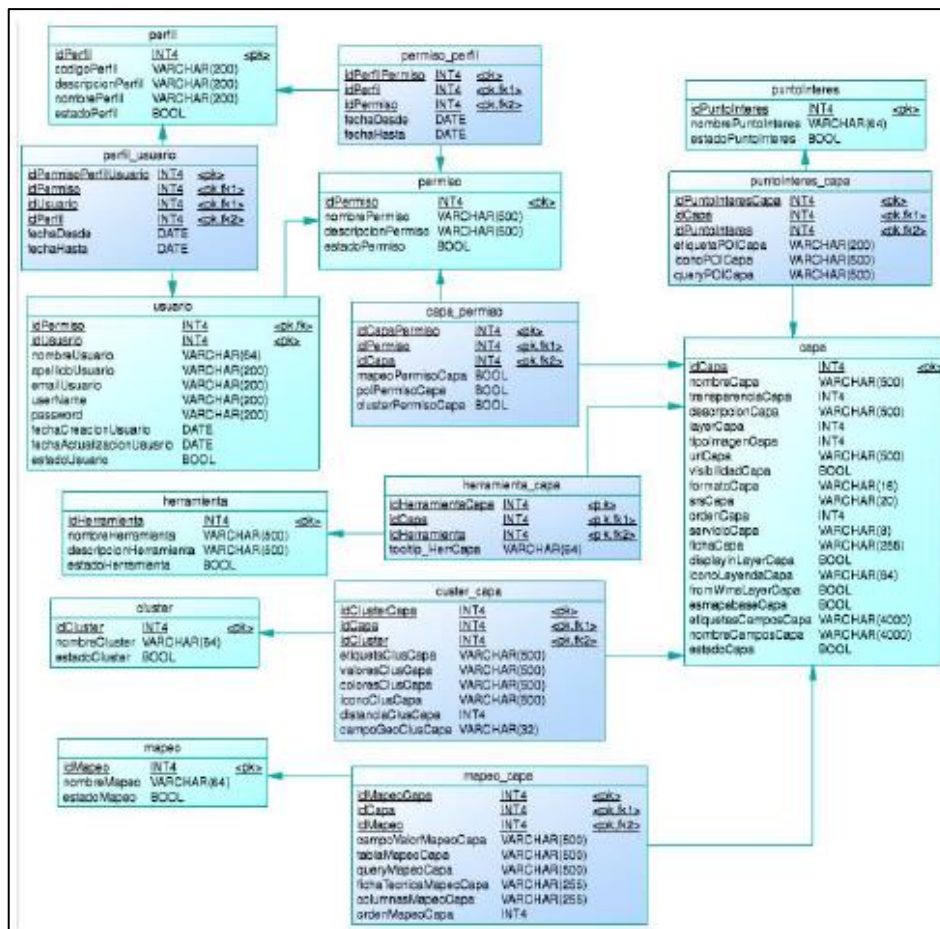 perfil
idPerfil INT4 <pk>
codigoPerfil VARCHAR(200)
descripcionPerfil VARCHAR(200)
nombrePerfil VARCHAR(200)
estadoPerfil BOOL
permiso_perfil
idPerfilPermiso INT4 <pk>
idPerfil INT4 <pk,fk1>
idPermiso INT4 <pk,fk2>
fechaDesde DATE
fechaHasta DATE
puntoInteres
idPuntoInteres INT4 <pk>
nombrePuntoInteres VARCHAR(64)
estadoPuntoInteres BOOL
perfil_usuario
idPermisoPerfilUsuario INT4 <pk>
idPermiso INT4 <pk,fk1>
idUsuario INT4 <pk,fk1>
idPerfil INT4 <pk,fk2>
fechaDesde DATE
fechaHasta DATE
permiso
idPermiso INT4 <pk>
nombrePermiso VARCHAR(500)
descripcionPermiso VARCHAR(500)
estadoPermiso BOOL
puntoInteres_capa
idPuntoInteresCapa INT4 <pk>
idCapa INT4 <pk,fk1>
idPuntoInteres INT4 <pk,fk2>
etiquetaPOICapa VARCHAR(200)
iconoPOICapa VARCHAR(500)
queryPOICapa VARCHAR(500)
usuario
idPermiso INT4 <pk,fk>
idUsuario INT4 <pk>
nombreUsuario VARCHAR(64)
apellidoUsuario VARCHAR(200)
emailUsuario VARCHAR(200)
userName VARCHAR(200)
password VARCHAR(200)
fechaCreacionUsuario DATE
fechaActualizacionUsuario DATE
estadoUsuario BOOL
capa_permiso
idCapaPermiso INT4 <pk>
idPermiso INT4 <pk,fk1>
idCapa INT4 <pk,fk2>
mapeoPermisoCapa BOOL
poiPermisoCapa BOOL
clusterPermisoCapa BOOL
capa
idCapa INT4 <pk>
nombreCapa VARCHAR(500)
transparenciaCapa INT4
descripcionCapa VARCHAR(500)
layerCapa INT4
tipoImagenCapa INT4
urlCapa VARCHAR(500)
visibilidadCapa BOOL
formatoCapa VARCHAR(16)
srsCapa VARCHAR(20)
ordenCapa INT4
servicioCapa VARCHAR(8)
fichaCapa VARCHAR(255)
displayInLayerCapa BOOL
iconoLeyendaCapa VARCHAR(64)
fromWmsLayerCapa BOOL
esmapabaseCapa BOOL
etiquetasCamposCapa VARCHAR(4000)
nombreCamposCapa VARCHAR(4000)
estadoCapa BOOL
herramienta_capa
idHerramientaCapa INT4 <pk>
idCapa INT4 <pk,fk1>
idHerramienta INT4 <pk,fk2>
tooltip_HerCapa VARCHAR(64)
herramienta
idHerramienta INT4 <pk>
nombreHerramienta VARCHAR(500)
descripcionHerramienta VARCHAR(500)
estadoHerramienta BOOL
cluster
idCluster INT4 <pk>
nombreCluster VARCHAR(64)
estadoCluster BOOL
custer_capa
idClusterCapa INT4 <pk>
idCapa INT4 <pk,fk1>
idCluster INT4 <pk,fk2>
etiquetaClusCapa VARCHAR(500)
valoresClusCapa VARCHAR(500)
coloresClusCapa VARCHAR(500)
iconoClusCapa VARCHAR(500)
distanciaClusCapa INT4
campoGeoClusCapa VARCHAR(32)
mapeo
idMapeo INT4 <pk>
nombreMapeo VARCHAR(64)
estadoMapeo BOOL
mapeo_capa
idMapeoCapa INT4 <pk>
idCapa INT4 <pk,fk1>
idMapeo INT4 <pk,fk2>
campoValorMapeoCapa VARCHAR(500)
tablaMapeoCapa VARCHAR(500)
queryMapeoCapa VARCHAR(500)
fichaTecnicaMapeoCapa VARCHAR(255)
columnasMapeoCapa VARCHAR(255)
ordenMapeoCapa INT4